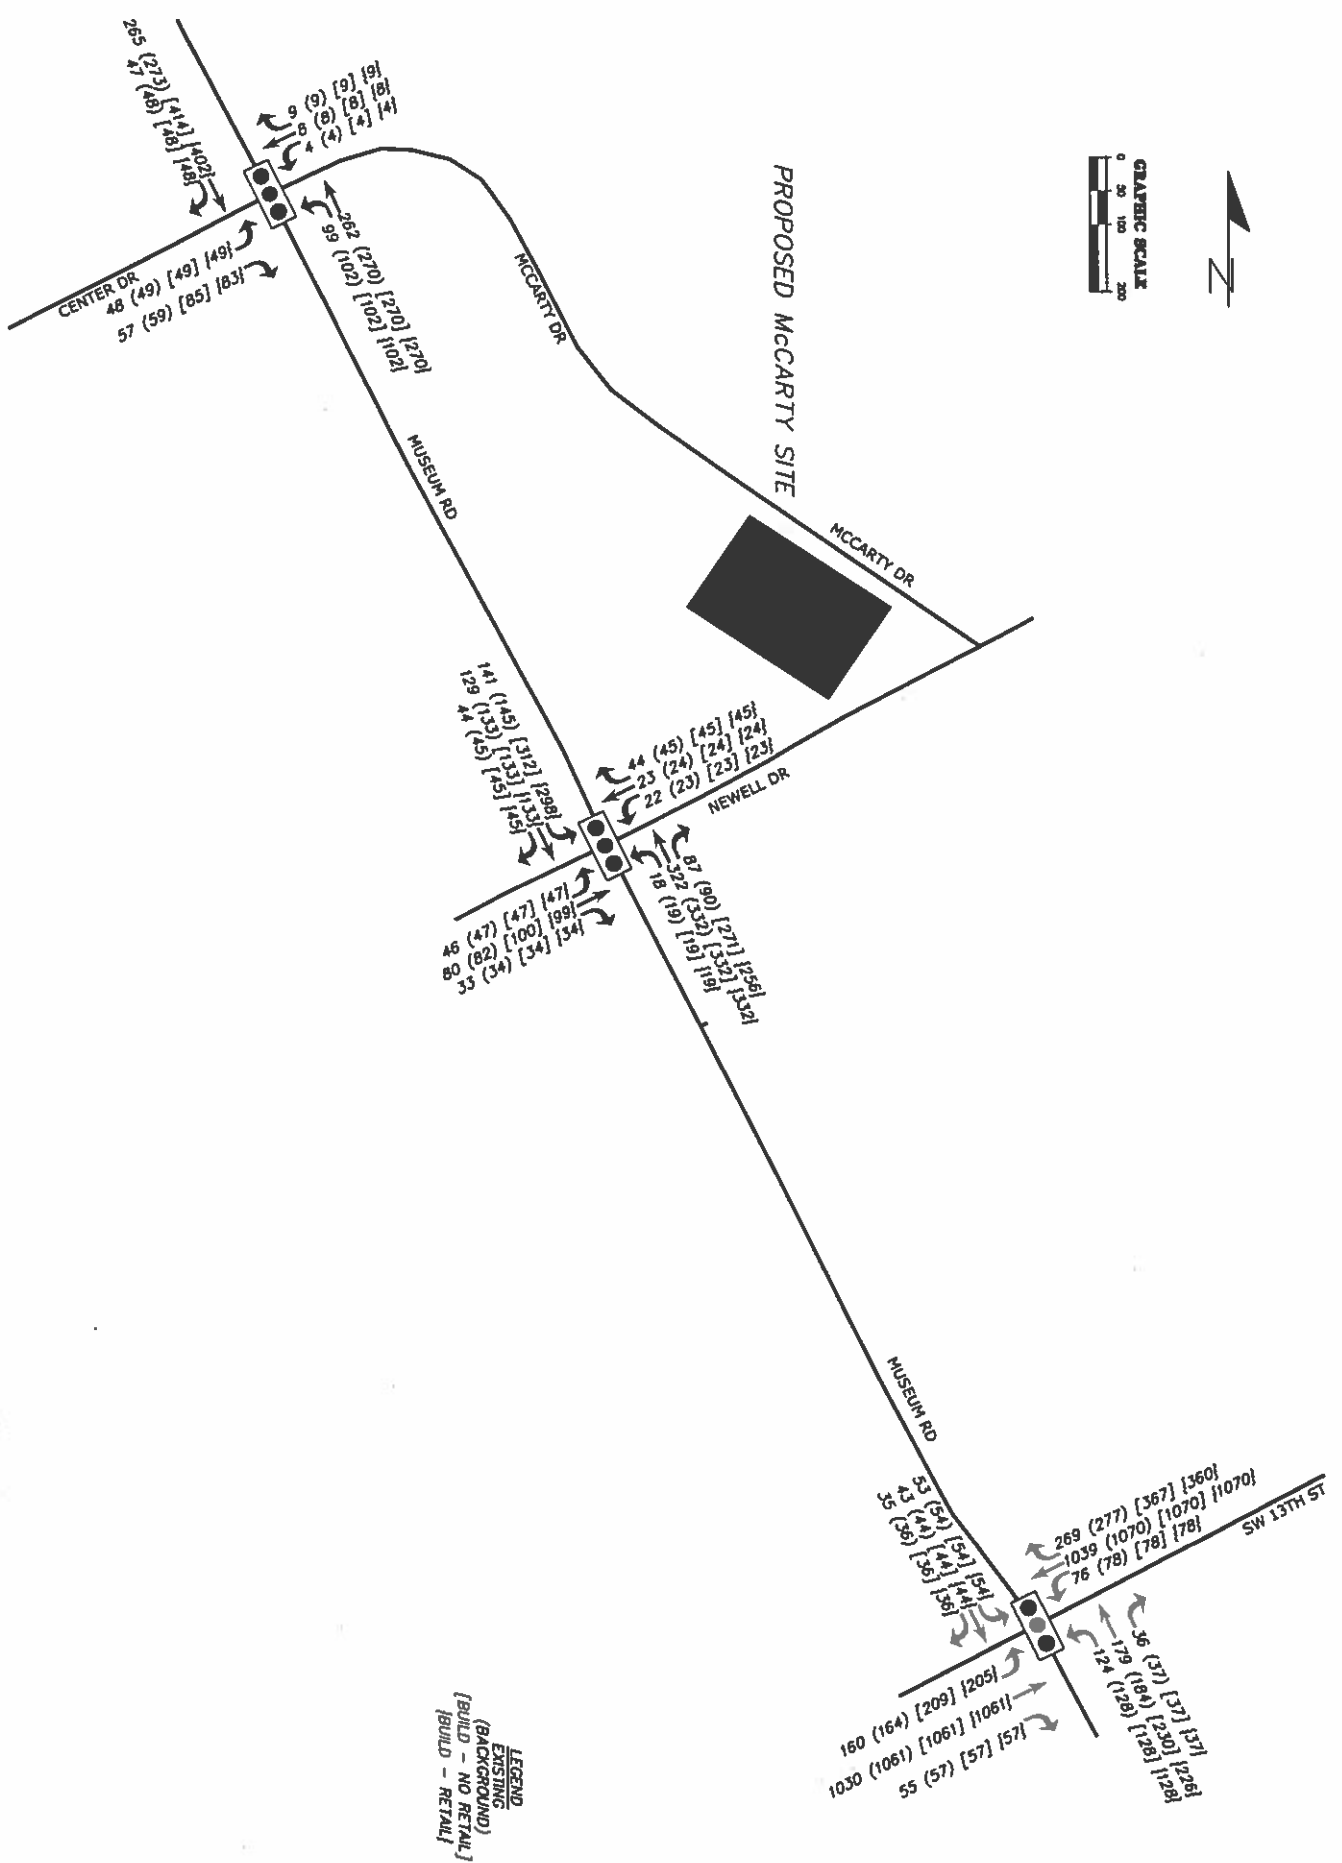 GRAPHIC SCALE
0 50 100 200
N
PROPOSED McCARTY SITE
265 (273) [414] {402}
47 (48) [48] {48}
9 (9) [9] {9}
8 (8) [8] {8}
4 (4) [4] {4}
262 (270) [270] {270}
99 (102) [102] {102}
48 (49) [49] {49}
57 (59) [85] {83}
CENTER DR
MCCARTY DR
MUSEUM RD
MCCARTY DR
141 (145) [312] {298}
129 (133) [133] {133}
44 (45) [45] {45}
44 (45) [45] {45}
23 (24) [24] {24}
22 (23) [23] {23}
NEWELL DR
87 (90) [271] {256}
322 (332) [332] {332}
18 (19) [19] {19}
46 (47) [47] {47}
80 (82) [100] {99}
33 (34) [34] {34}
MUSEUM RD
53 (54) [54] {54}
43 (44) [44] {44}
35 (36) [36] {36}
269 (277) [367] {360}
1039 (1070) [1070] {1070}
76 (78) [78] {78}
SW 13TH ST
36 (37) [37] {37}
179 (184) [230] {226}
124 (128) [128] {128}
160 (164) [209] {205}
1030 (1061) [1061] {1061}
55 (57) [57] {57}
LEGEND
EXISTING
(BACKGROUND)
[BUILD - NO RETAIL]
{BUILD - RETAIL}